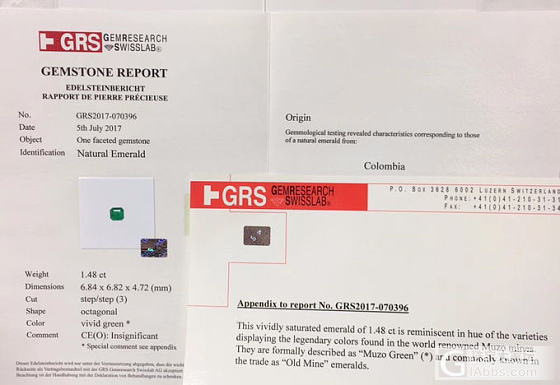 GRS GEMRESEARCH SWISSLAB®
GEMSTONE REPORT
EDELSTEINBERICHT
RAPPORT DE PIERRE PRÉCIEUSE
No. GRS2017-070396
Date 5th July 2017
Object One faceted gemstone
Identification Natural Emerald
Weight 1.48 ct
Dimensions 6.84 x 6.82 x 4.72 (mm)
Cut step/step (3)
Shape octagonal
Color vivid green *
Comment CE(O): Insignificant
* Special comment see appendix
Origin
Gemmological testing revealed characteristics corresponding to those
of a natural emerald from:
Colombia
GRS GEMRESEARCH SWISSLAB®
P.O. Box 3628 6002 Luzern Switzerland
Phone: +41(0)41-210-31-3
Fax: +41(0)41-210-31-34
Appendix to report No. GRS2017-070396
This vividly saturated emerald of 1.48 ct is reminiscent in hue of the varieties
displaying the legendary colors found in the world renowned Muzo mines.
They are formally described as “Muzo Green” (*) and commonly known in
the trade as “Old Mine” emeralds.